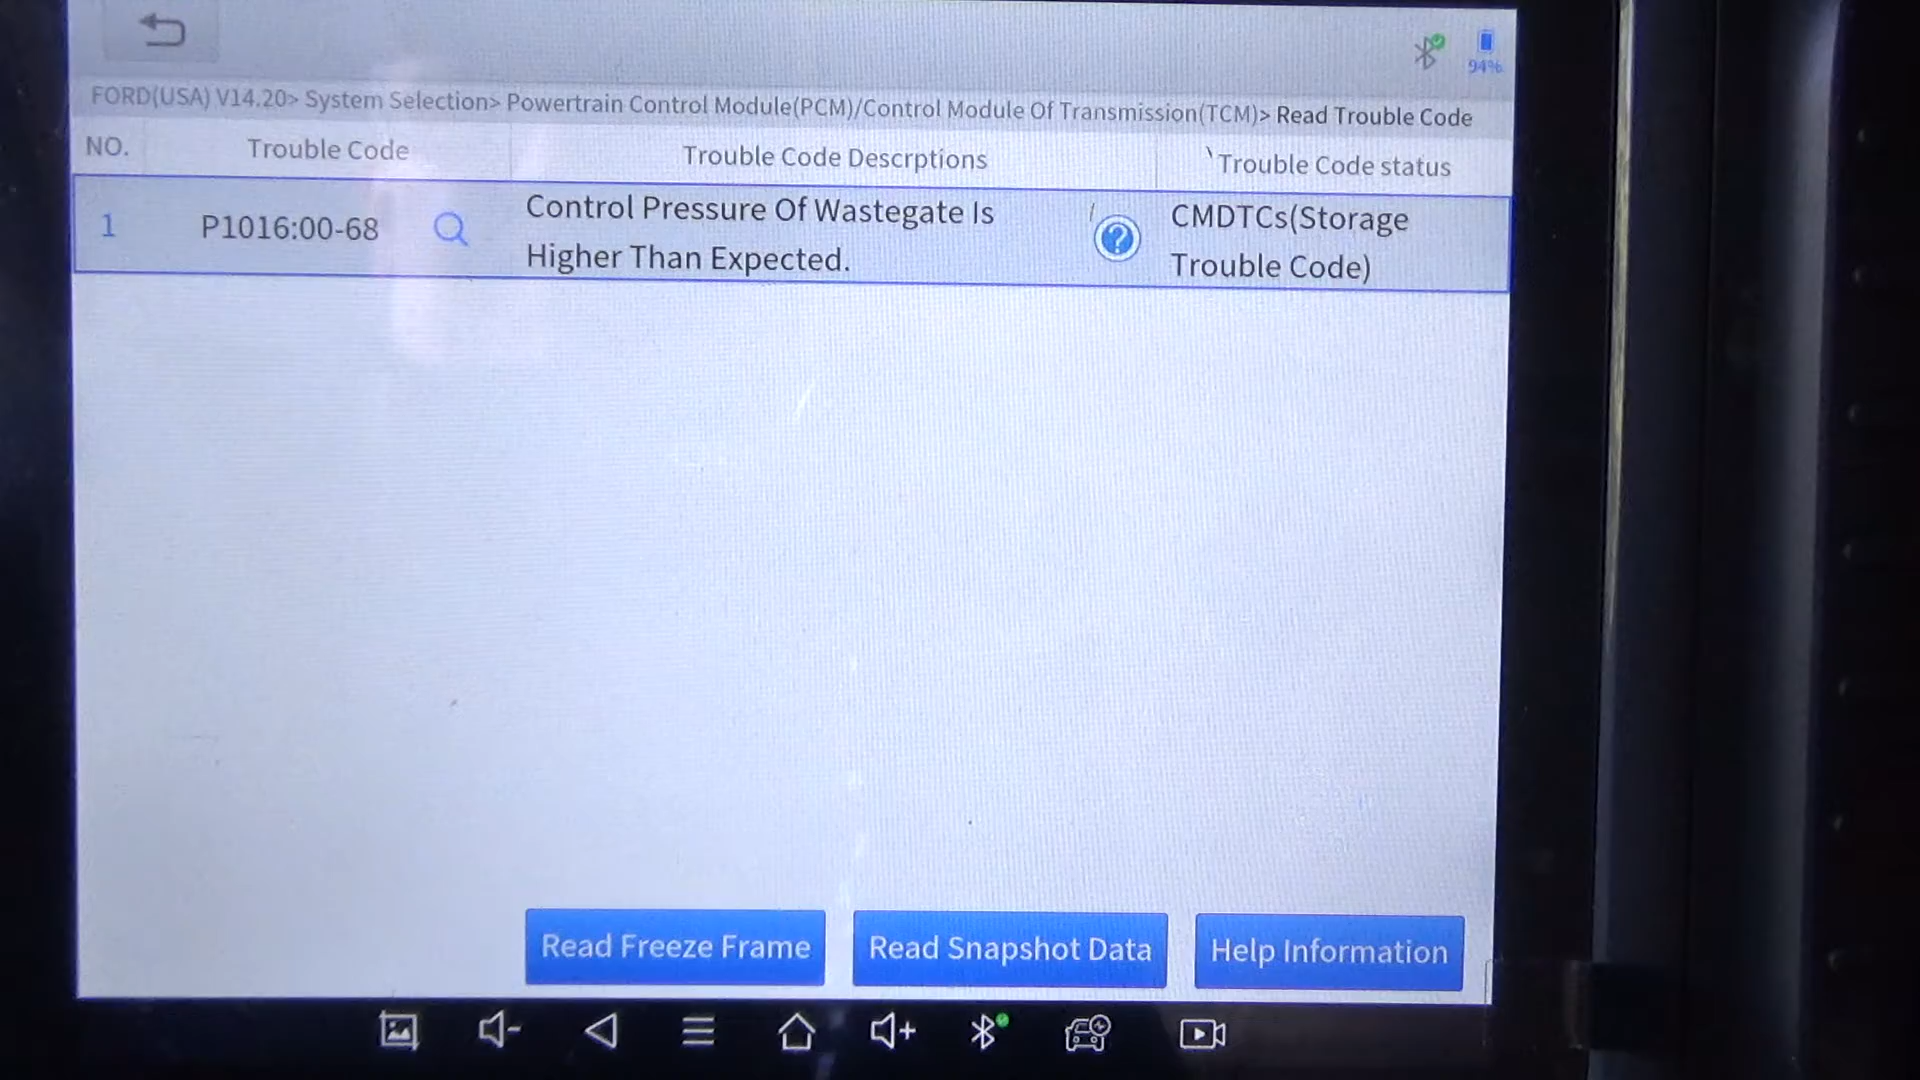 94%
FORD(USA) V14.20> System Selection> Powertrain Control Module(PCM)/Control Module Of Transmission(TCM)> Read Trouble Code
NO. Trouble Code Trouble Code Descrptions Trouble Code status
1 P1016:00-68 Control Pressure Of Wastegate Is
Higher Than Expected. ? CMDTCs(Storage
Trouble Code)
Read Freeze Frame Read Snapshot Data Help Information